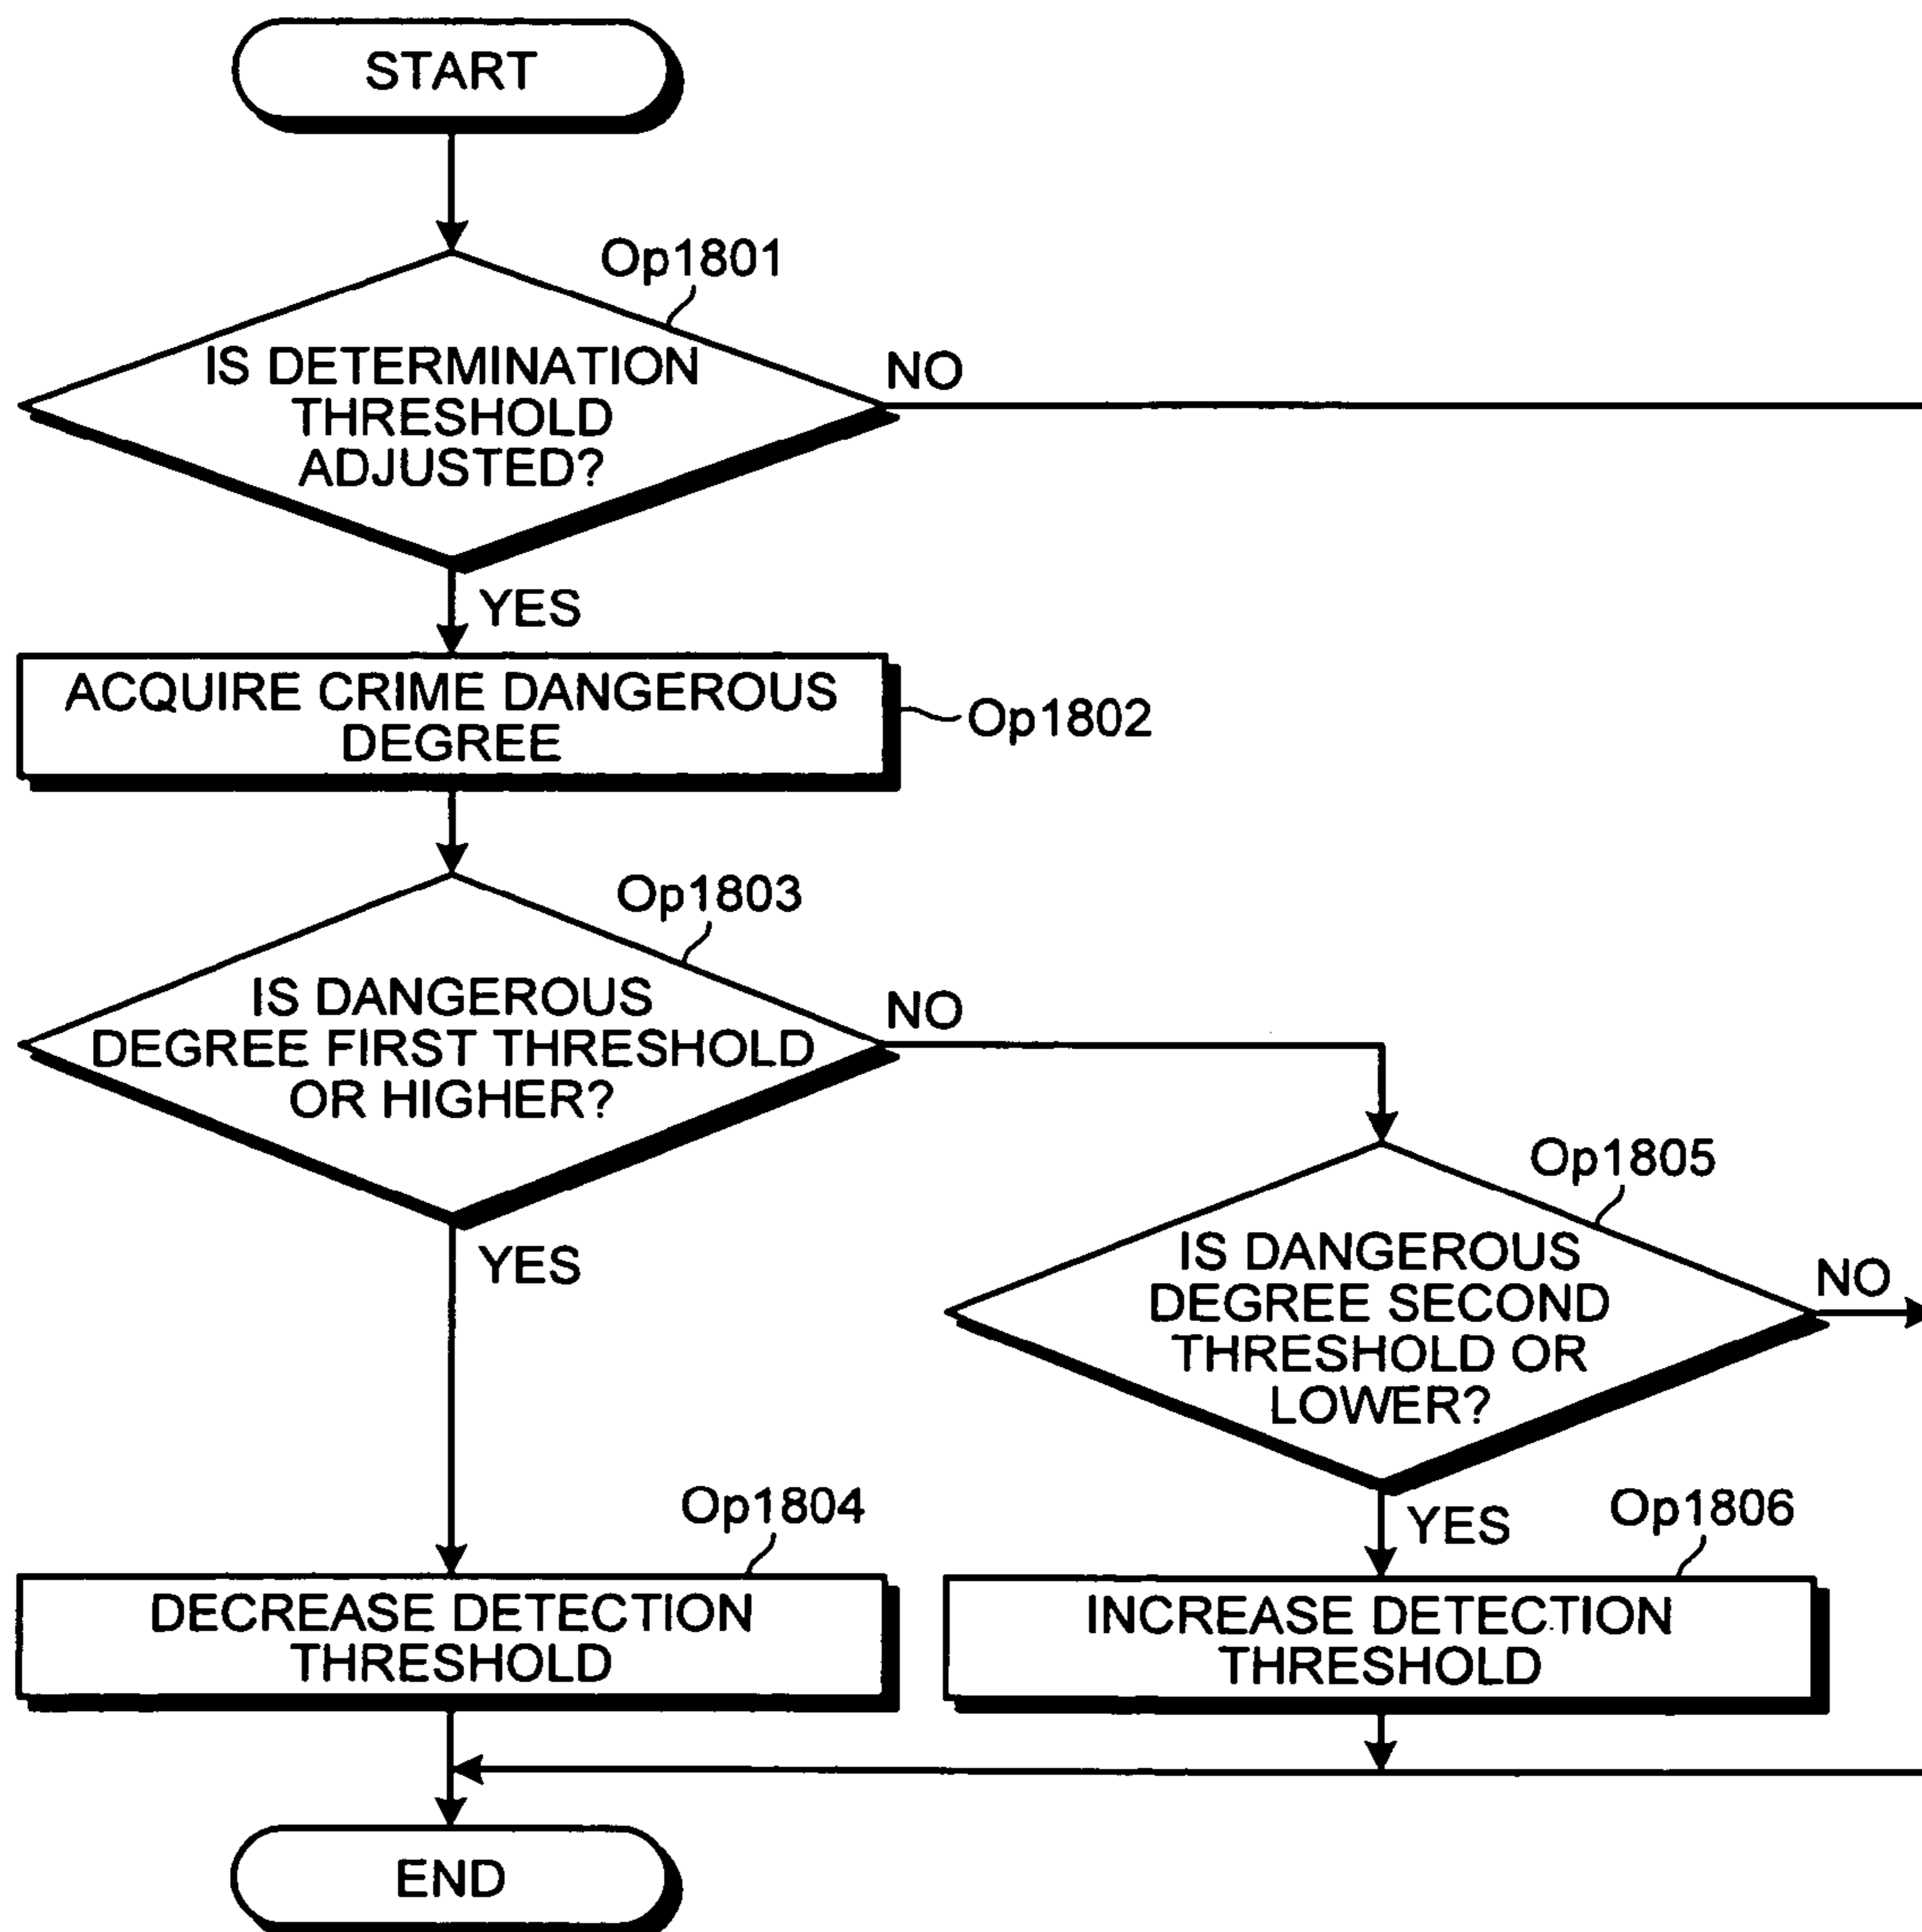 START
Op1801
IS DETERMINATION
THRESHOLD
ADJUSTED?
NO
YES
ACQUIRE CRIME DANGEROUS
DEGREE
Op1802
Op1803
IS DANGEROUS
DEGREE FIRST THRESHOLD
OR HIGHER?
NO
YES
Op1805
IS DANGEROUS
DEGREE SECOND
THRESHOLD OR
LOWER?
NO
YES
Op1804
DECREASE DETECTION
THRESHOLD
Op1806
INCREASE DETECTION
THRESHOLD
END